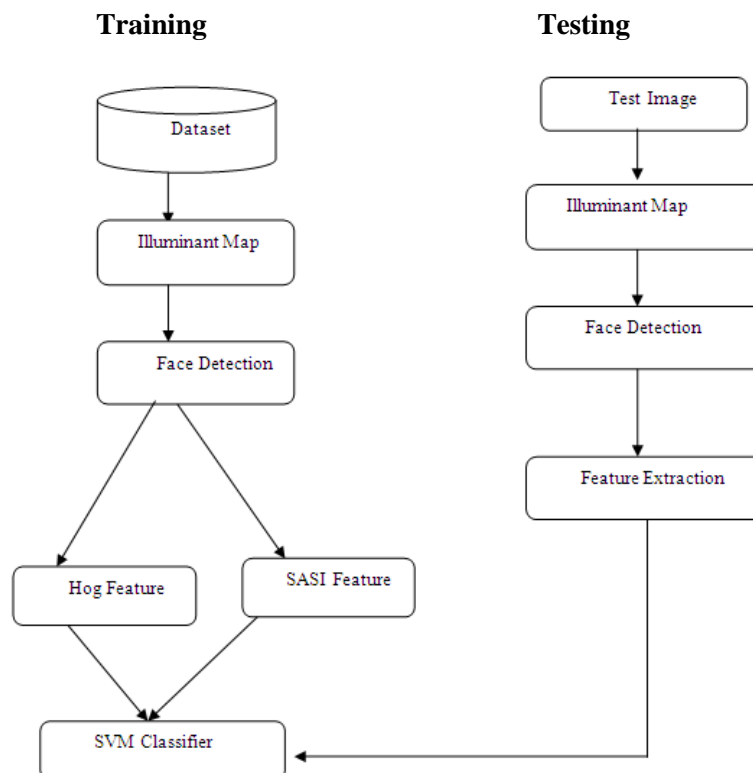 Training
Testing
Dataset
Test Image
Illuminant Map
Illuminant Map
Face Detection
Face Detection
Feature Extraction
Hog Feature
SASI Feature
SVM Classifier